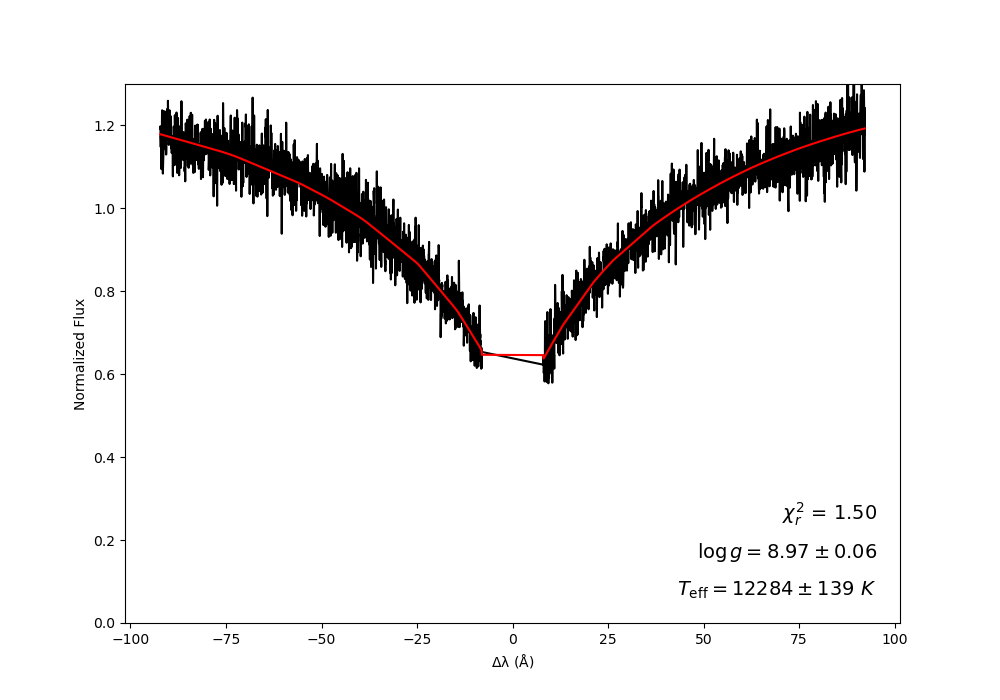 1.2
1.0
0.8
0.6
0.4
0.2
0.0
Normalized Flux
χ²ᵣ = 1.50
log g = 8.97 ± 0.06
T_eff = 12284 ± 139 K
−100 −75 −50 −25 0 25 50 75 100
Δλ (Å)